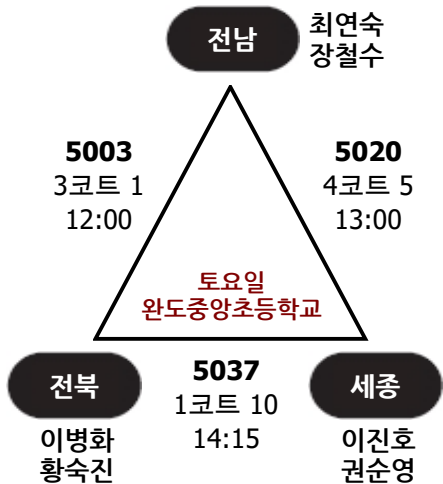 전남
최연숙
장철수
5003
3코트 1
12:00
5020
4코트 5
13:00
토요일
완도중앙초등학교
전북
이병화
황숙진
5037
1코트 10
14:15
세종
이진호
권순영